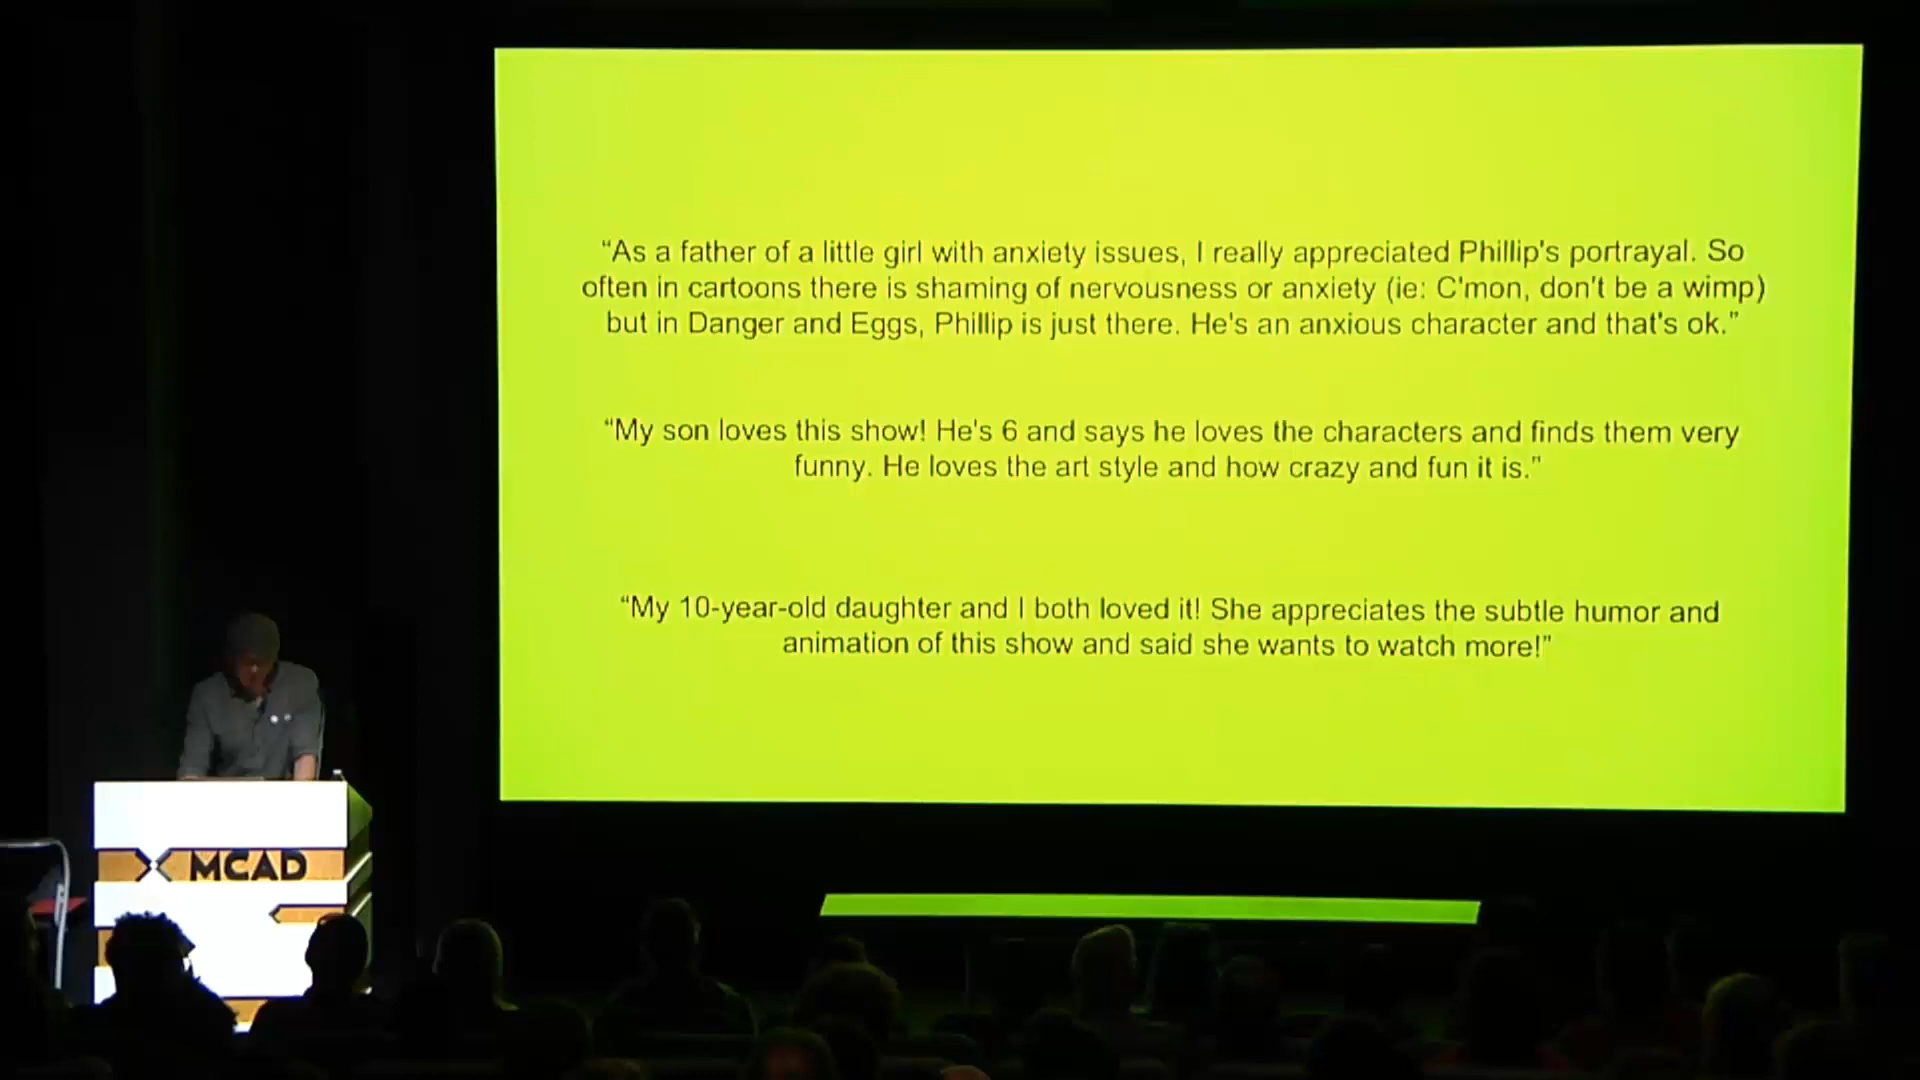 “As a father of a little girl with anxiety issues, I really appreciated Phillip's portrayal. So
often in cartoons there is shaming of nervousness or anxiety (ie: C'mon, don't be a wimp)
but in Danger and Eggs, Phillip is just there. He's an anxious character and that's ok.”
“My son loves this show! He's 6 and says he loves the characters and finds them very
funny. He loves the art style and how crazy and fun it is.”
“My 10-year-old daughter and I both loved it! She appreciates the subtle humor and
animation of this show and said she wants to watch more!”
MCAD